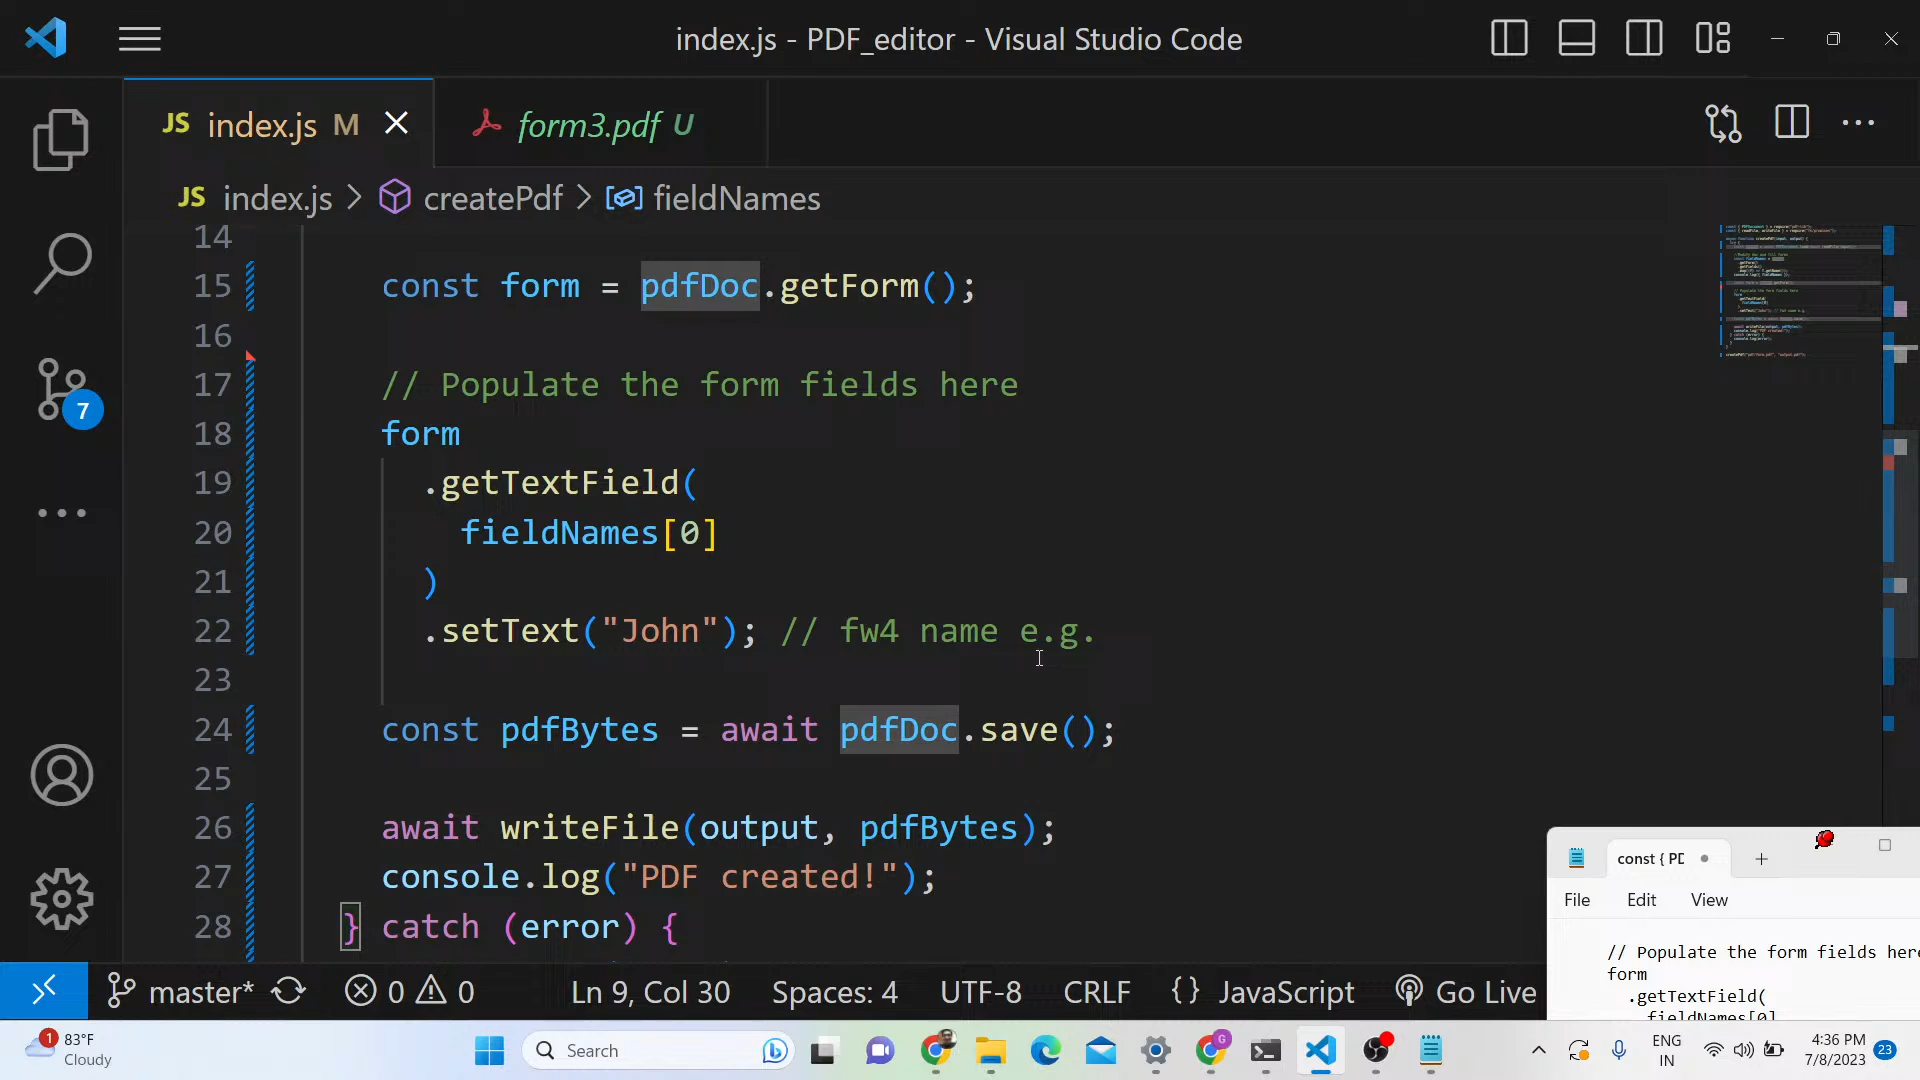 index.js - PDF_editor - Visual Studio Code
JS index.js M
form3.pdf U
JS index.js > createPdf > fieldNames
14
15 const form = pdfDoc.getForm();
16
17 // Populate the form fields here
18 form
19 .getTextField(
20 fieldNames[0]
21 )
22 .setText("John"); // fw4 name e.g.
23
24 const pdfBytes = await pdfDoc.save();
25
26 await writeFile(output, pdfBytes);
27 console.log("PDF created!");
28 } catch (error) {
7
const { PD
File Edit View
// Populate the form fields here
form
.getTextField(
fieldNames[0]
master* 0 0 Ln 9, Col 30 Spaces: 4 UTF-8 CRLF {} JavaScript Go Live
1
83°F
Cloudy
Search
ENG
IN
4:36 PM
7/8/2023
23